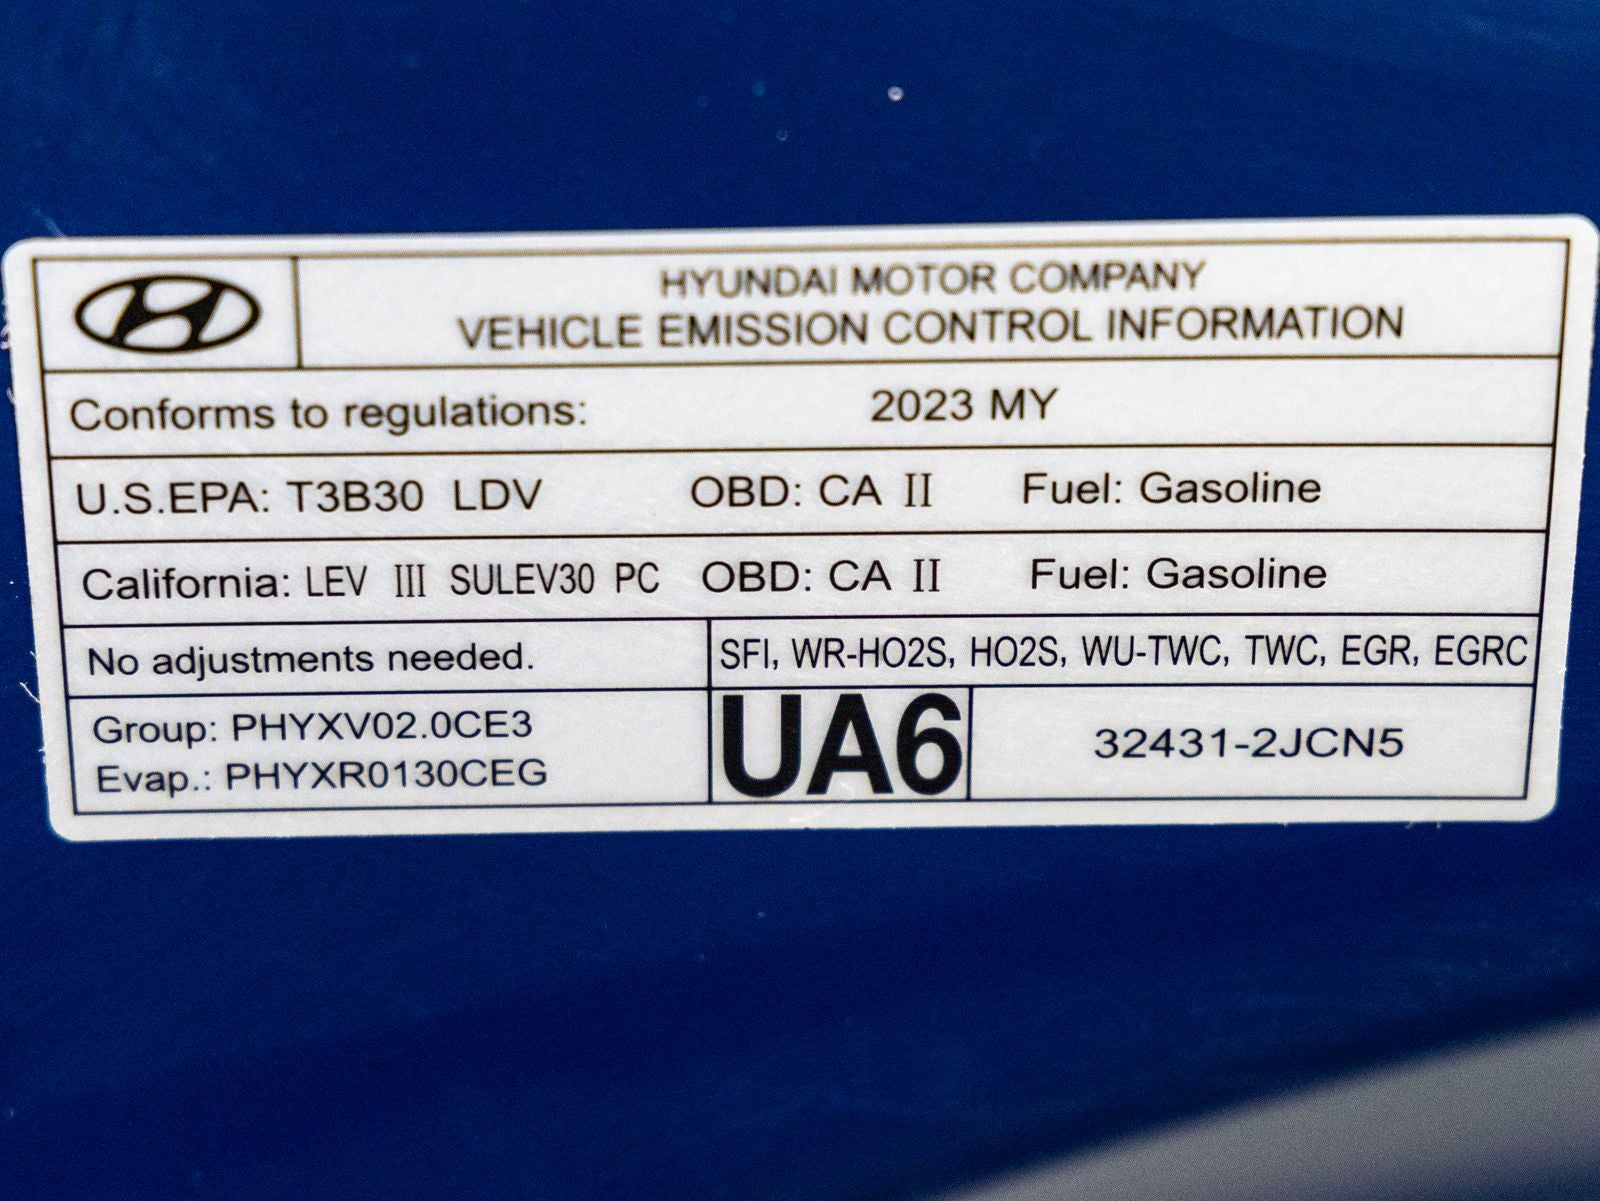 HYUNDAI MOTOR COMPANY
VEHICLE EMISSION CONTROL INFORMATION
Conforms to regulations: 2023 MY
U.S.EPA: T3B30 LDV OBD: CA II Fuel: Gasoline
California: LEV III SULEV30 PC OBD: CA II Fuel: Gasoline
No adjustments needed. SFI, WR-HO2S, HO2S, WU-TWC, TWC, EGR, EGRC
Group: PHYXV02.0CE3
Evap.: PHYXR0130CEG
UA6
32431-2JCN5